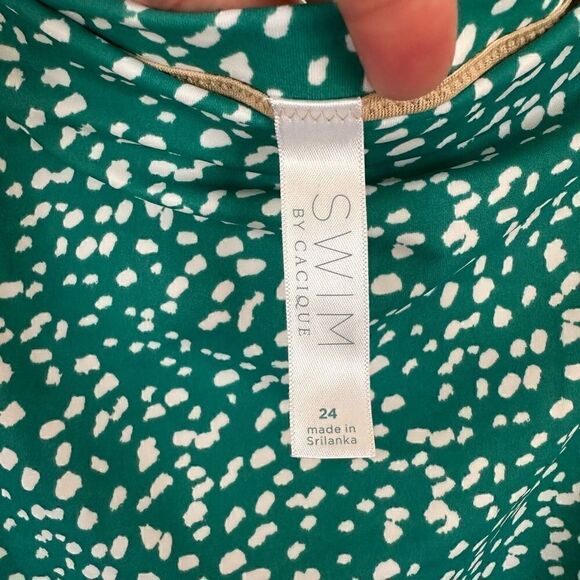 SWIM
BY CACIQUE
24
made in
Srilanka